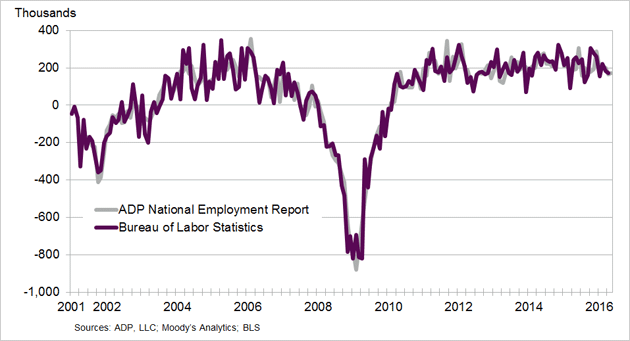 Thousands
400
200
0
-200
-400
-600
-800
-1,000
ADP National Employment Report
Bureau of Labor Statistics
2001 2002 2004 2006 2008 2010 2012 2014 2016
Sources: ADP, LLC; Moody's Analytics; BLS